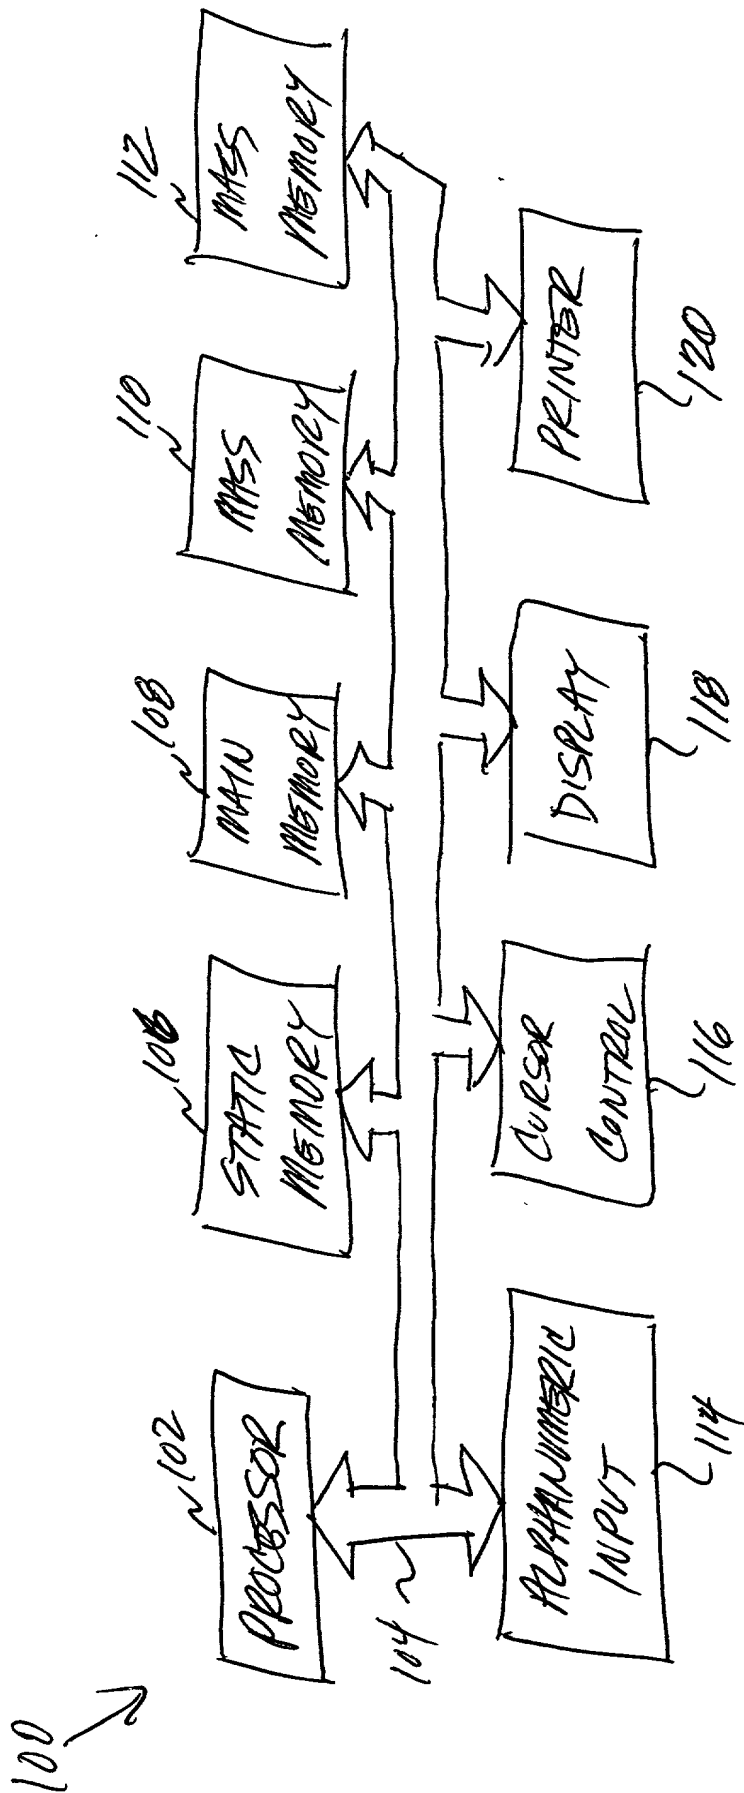 100
102
PROCESSOR
106
STATIC
MEMORY
108
MAIN
MEMORY
110
MASS
MEMORY
112
MASS
MEMORY
104
ALPHANUMERIC
INPUT
114
CURSOR
CONTROL
116
DISPLAY
118
PRINTER
120